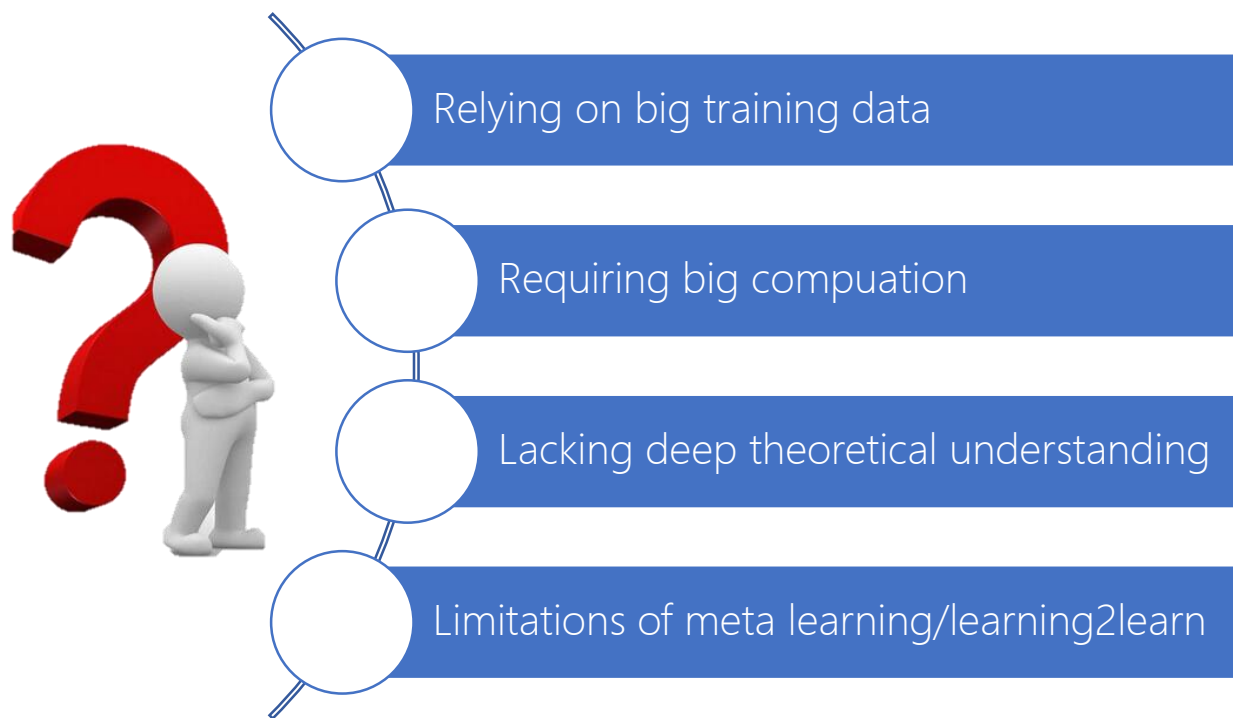 Relying on big training data
Requiring big compuation
Lacking deep theoretical understanding
Limitations of meta learning/learning2learn